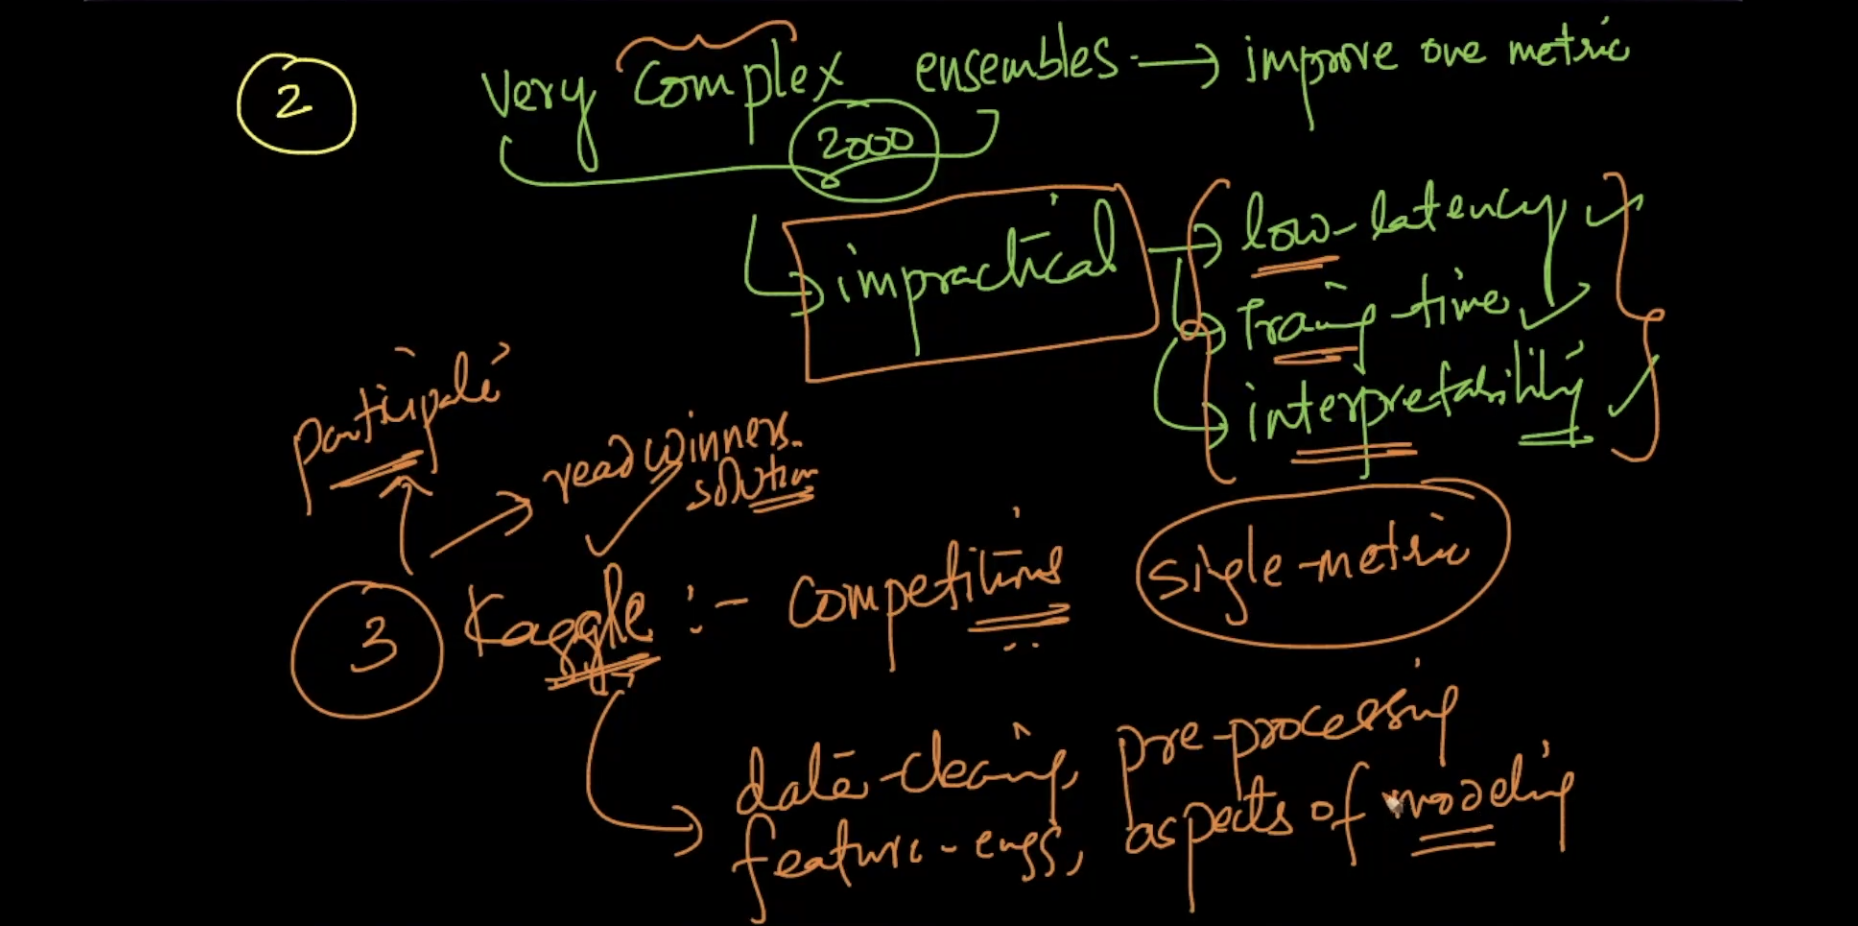 2 very complex ensembles → improve one metric
2000
impractical → low-latency
Traing-time
interpretability
participate
read winners
solution
3 Kaggle :- competitions single-metric
data-cleaning, pre-processing
feature-engg, aspects of modeling